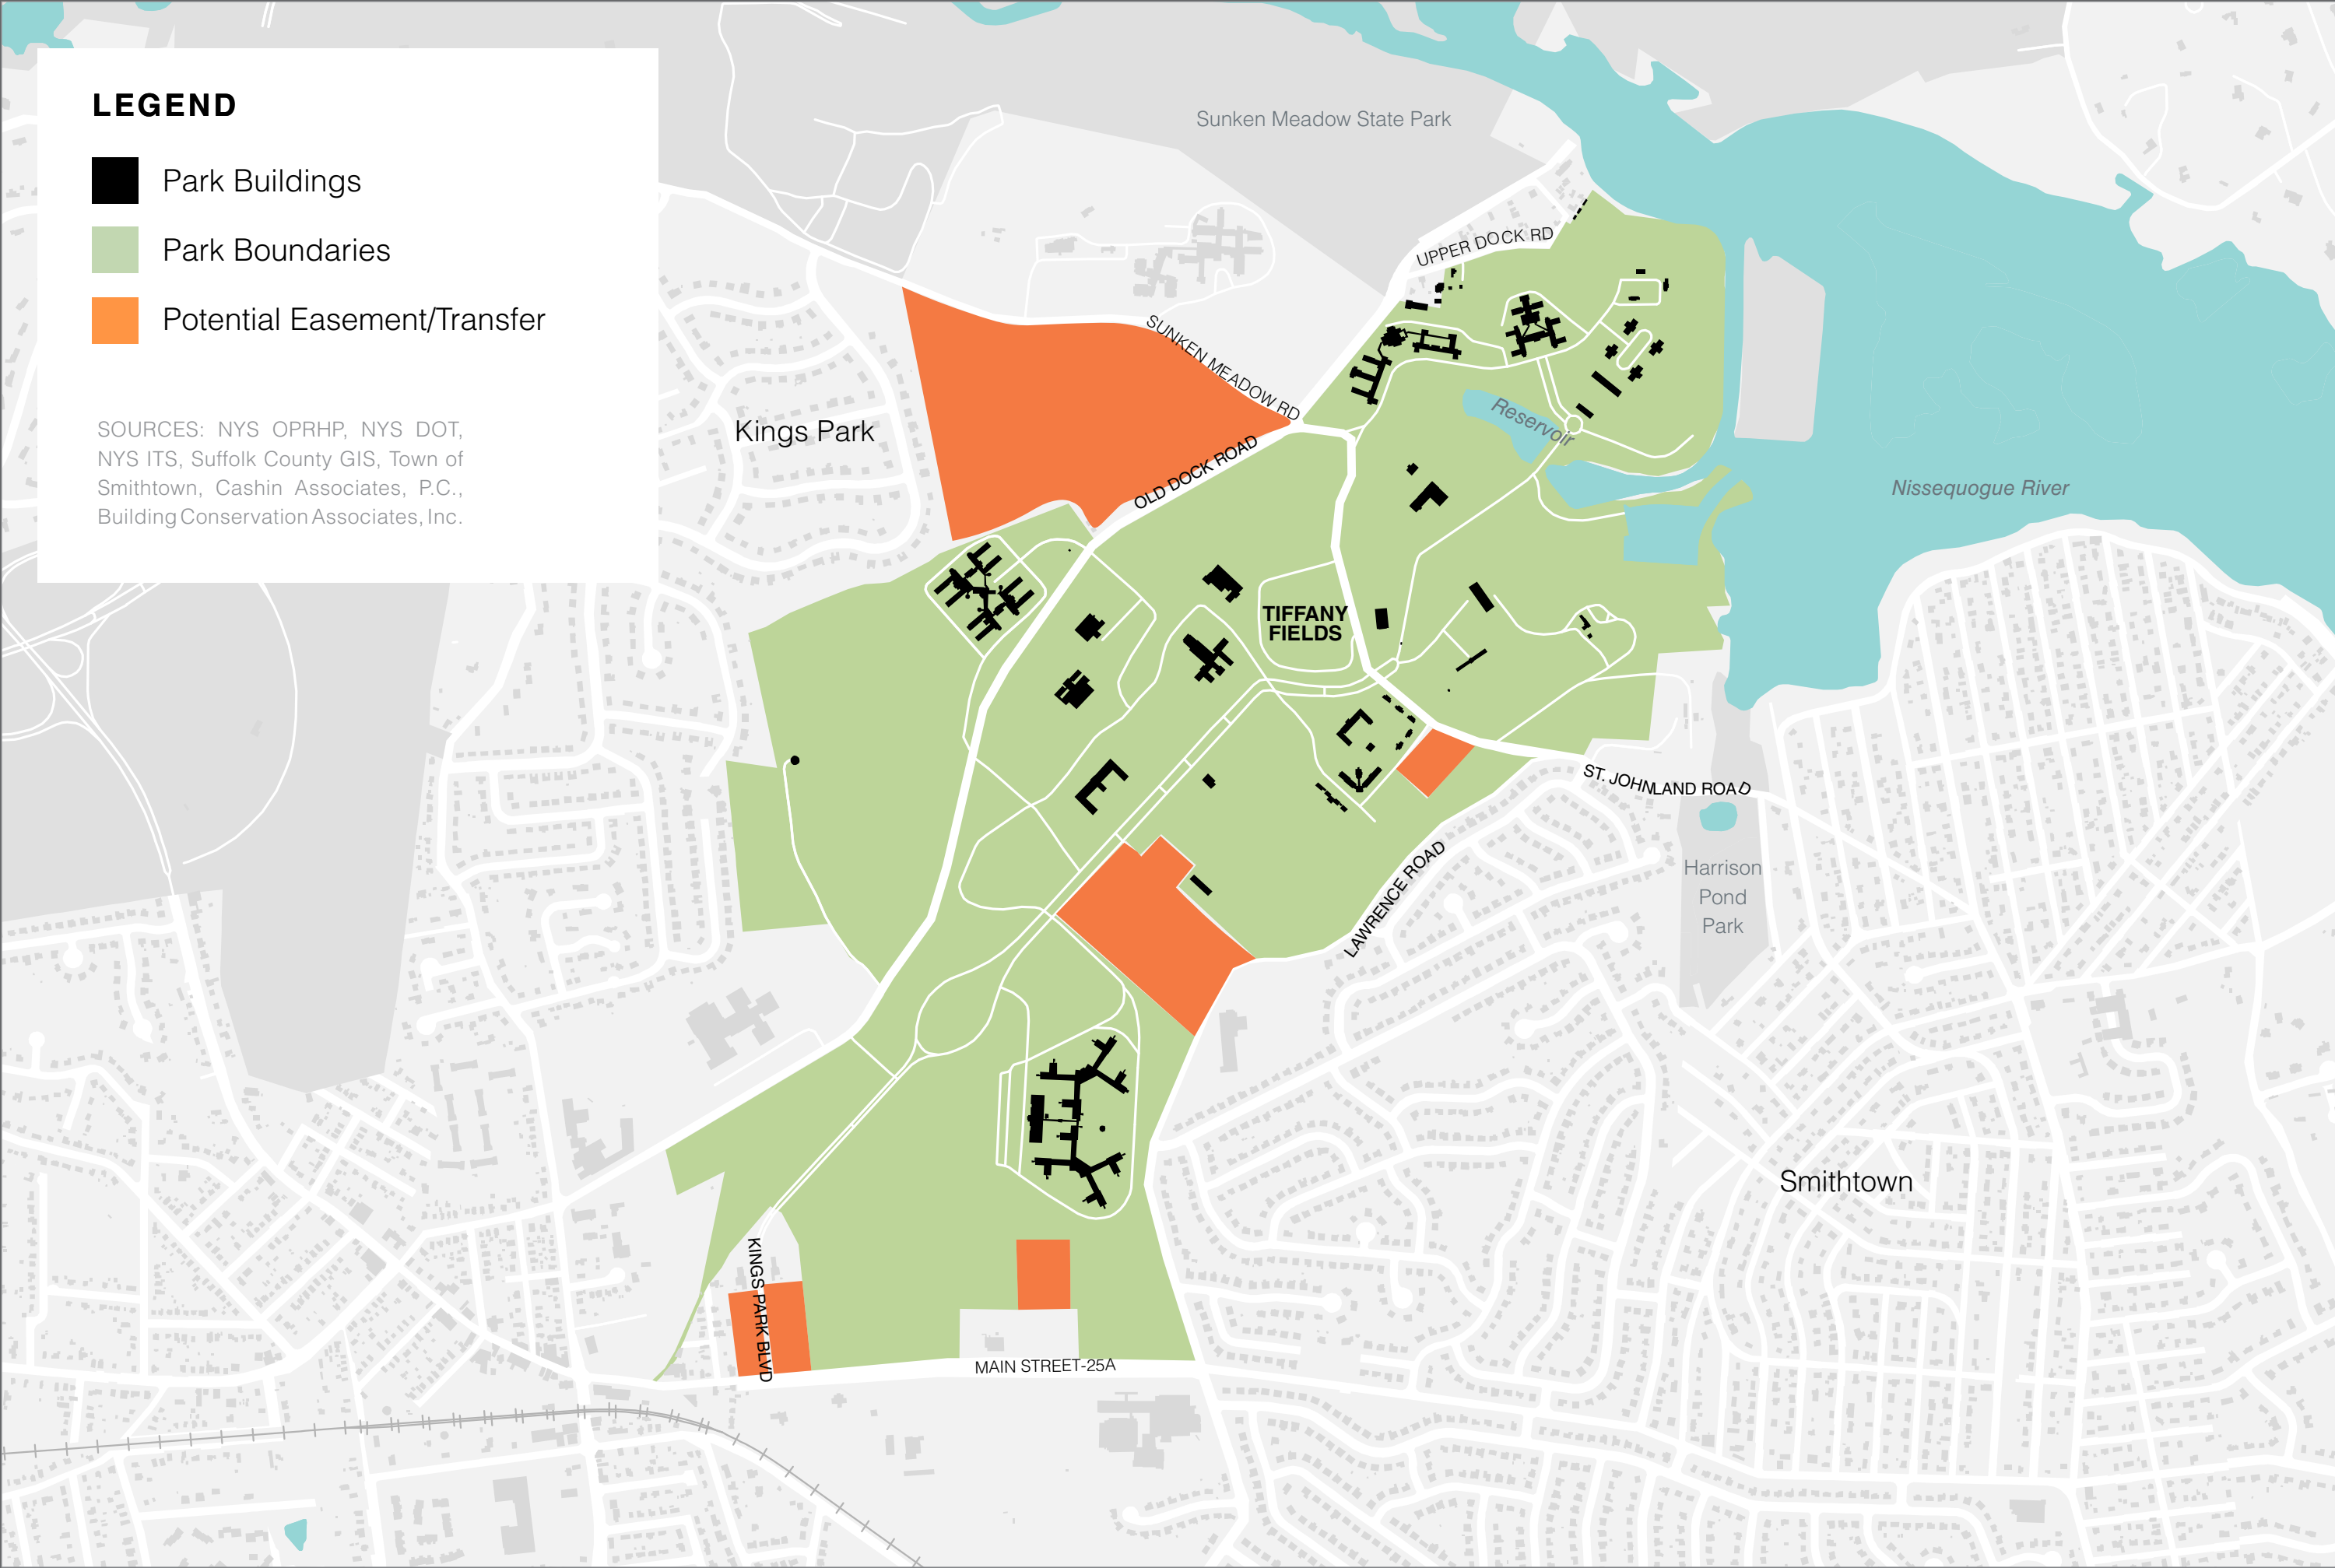 LEGEND
Park Buildings
Park Boundaries
Potential Easement/Transfer
SOURCES: NYS OPRHP, NYS DOT,
NYS ITS, Suffolk County GIS, Town of
Smithtown, Cashin Associates, P.C.,
Building Conservation Associates, Inc.
Sunken Meadow State Park
UPPER DOCK RD
SUNKEN MEADOW RD
Kings Park
OLD DOCK ROAD
Reservoir
Nissequogue River
TIFFANY
FIELDS
ST. JOHNLAND ROAD
LAWRENCE ROAD
Harrison
Pond
Park
Smithtown
KINGS PARK BLVD
MAIN STREET-25A